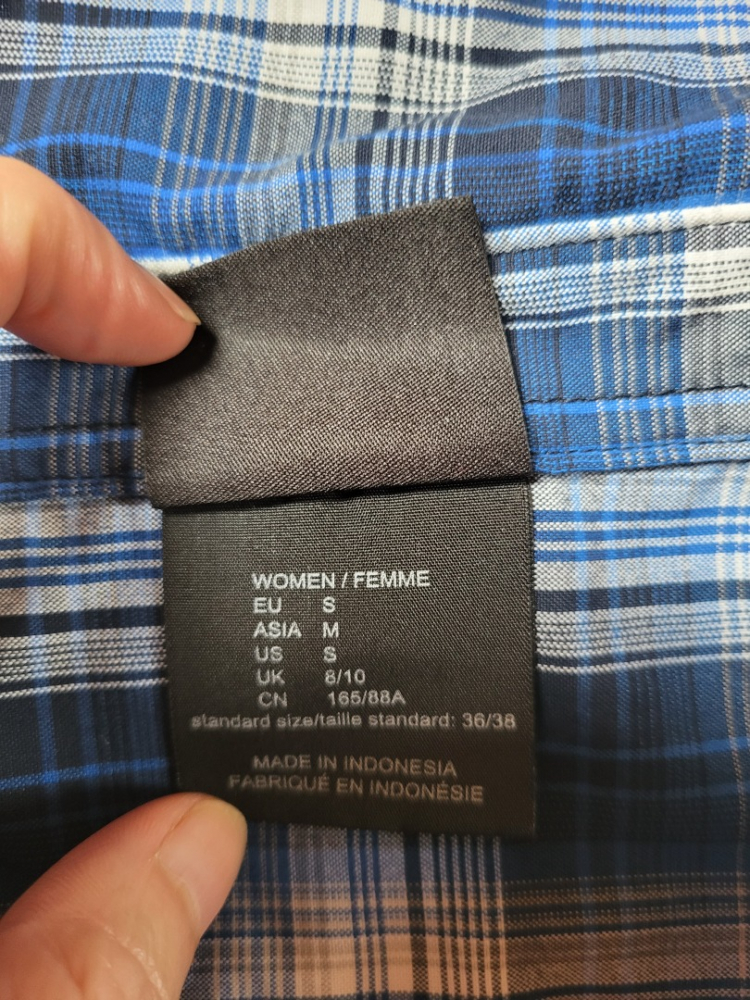 WOMEN / FEMME
EU S
ASIA M
US S
UK 8/10
CN 165/88A
standard size/taille standard: 36/38
MADE IN INDONESIA
FABRIQUÉ EN INDONÉSIE